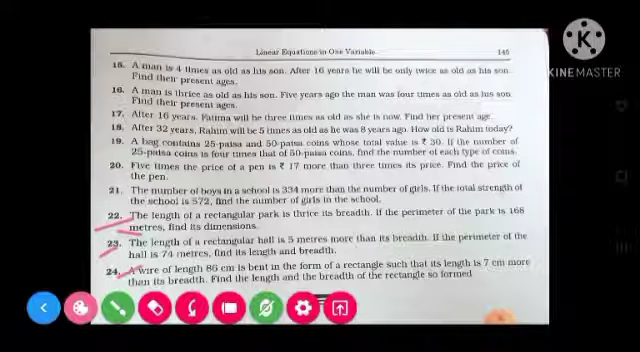 Linear Equations in One Variable 145
15. A man is 4 times as old as his son. After 16 years he will be only twice as old as his son.
Find their present ages.
16. A man is thrice as old as his son. Five years ago the man was four times as old as his son.
Find their present ages.
17. After 16 years, Fatima will be three times as old as she is now. Find her present age.
18. After 32 years, Rahim will be 5 times as old as he was 8 years ago. How old is Rahim today?
19. A bag contains 25-paisa and 50-paisa coins whose total value is ₹ 30. If the number of
25-paisa coins is four times that of 50-paisa coins, find the number of each type of coins.
20. Five times the price of a pen is ₹ 17 more than three times its price. Find the price of
the pen.
21. The number of boys in a school is 334 more than the number of girls. If the total strength of
the school is 572, find the number of girls in the school.
22. The length of a rectangular park is thrice its breadth. If the perimeter of the park is 168
metres, find its dimensions.
23. The length of a rectangular hall is 5 metres more than its breadth. If the perimeter of the
hall is 74 metres, find its length and breadth.
24. A wire of length 86 cm is bent in the form of a rectangle such that its length is 7 cm more
than its breadth. Find the length and the breadth of the rectangle so formed
K
KINEMASTER